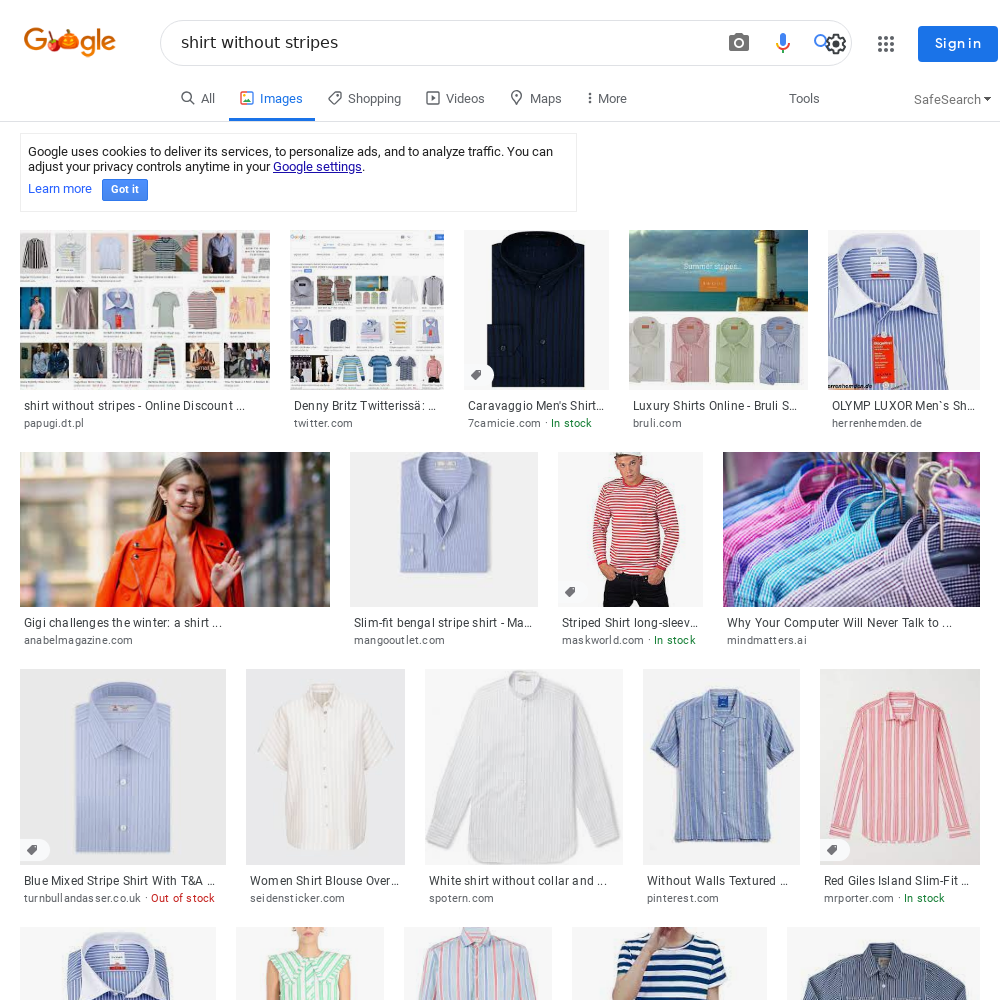 Google
shirt without stripes
Sign in
All
Images
Shopping
Videos
Maps
More
Tools
SafeSearch
Google uses cookies to deliver its services, to personalize ads, and to analyze traffic. You can
adjust your privacy controls anytime in your Google settings.
Learn more
Got it
Summer stripes...
shirt without stripes - Online Discount ...
papugi.dt.pl
Denny Britz Twitterissä: ...
twitter.com
Caravaggio Men's Shirt...
7camicie.com · In stock
Luxury Shirts Online - Bruli S...
bruli.com
OLYMP LUXOR Men`s Sh...
herrenhemden.de
Gigi challenges the winter: a shirt ...
anabelmagazine.com
Slim-fit bengal stripe shirt - Ma...
mangooutlet.com
Striped Shirt long-sleev...
maskworld.com · In stock
Why Your Computer Will Never Talk to ...
mindmatters.ai
Blue Mixed Stripe Shirt With T&A ...
turnbullandasser.co.uk · Out of stock
Women Shirt Blouse Over...
seidensticker.com
White shirt without collar and ...
spotern.com
Without Walls Textured ...
pinterest.com
Red Giles Island Slim-Fit ...
mrporter.com · In stock